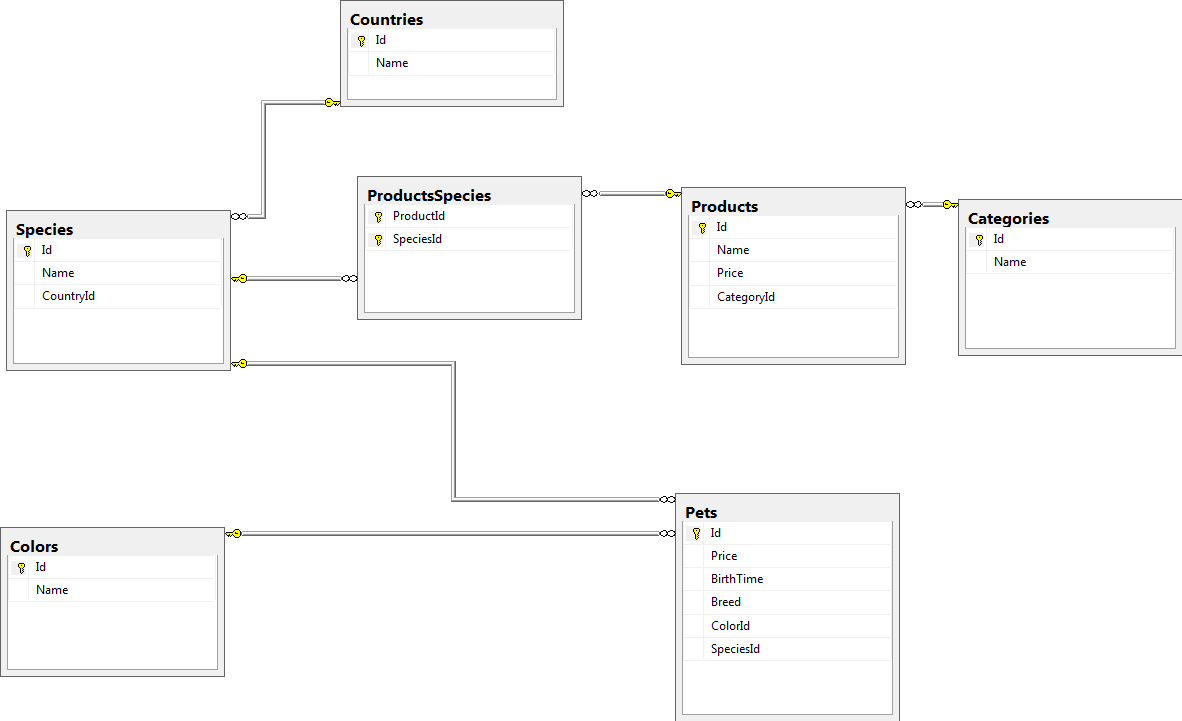 Countries
Id
Name
Species
Id
Name
CountryId
ProductsSpecies
ProductId
SpeciesId
Products
Id
Name
Price
CategoryId
Categories
Id
Name
Colors
Id
Name
Pets
Id
Price
BirthTime
Breed
ColorId
SpeciesId